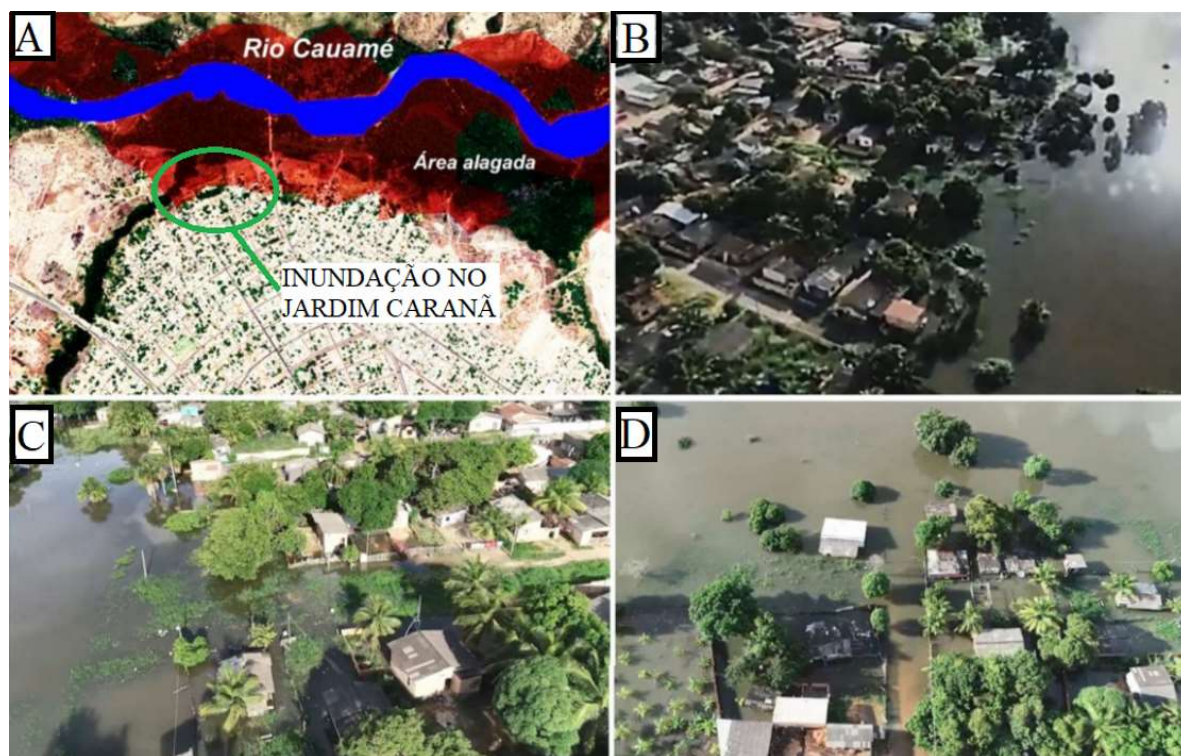 A
Rio Cauamé
Área alagada
INUNDAÇÃO NO
JARDIM CARANÃ
B
C
D